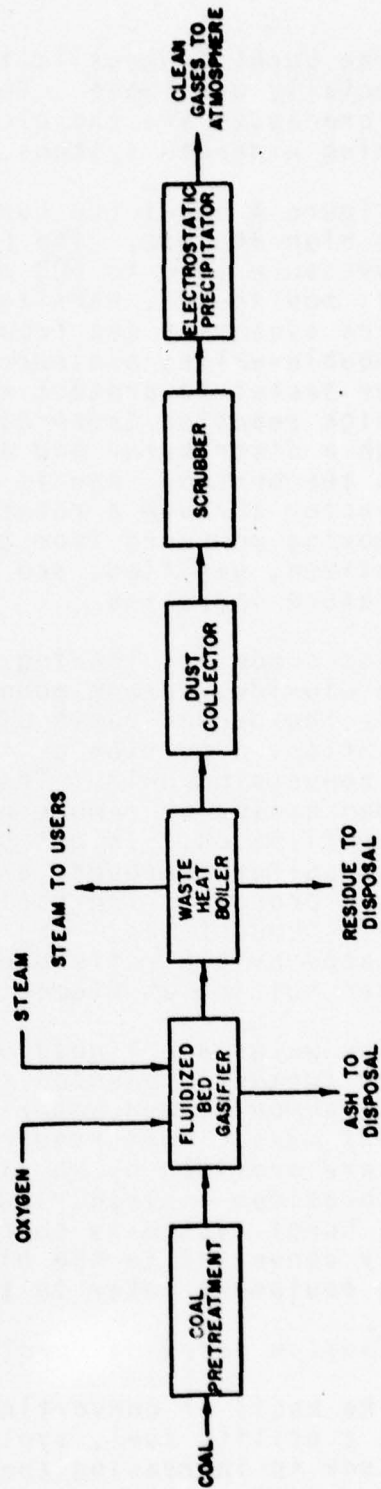 COAL
COAL
PRETREATMENT
OXYGEN
STEAM
FLUIDIZED
BED
GASIFIER
ASH TO
DISPOSAL
STEAM TO USERS
WASTE
HEAT
BOILER
RESIDUE TO
DISPOSAL
DUST
COLLECTOR
SCRUBBER
ELECTROSTATIC
PRECIPITATOR
CLEAN
GASES TO
ATMOSPHERE